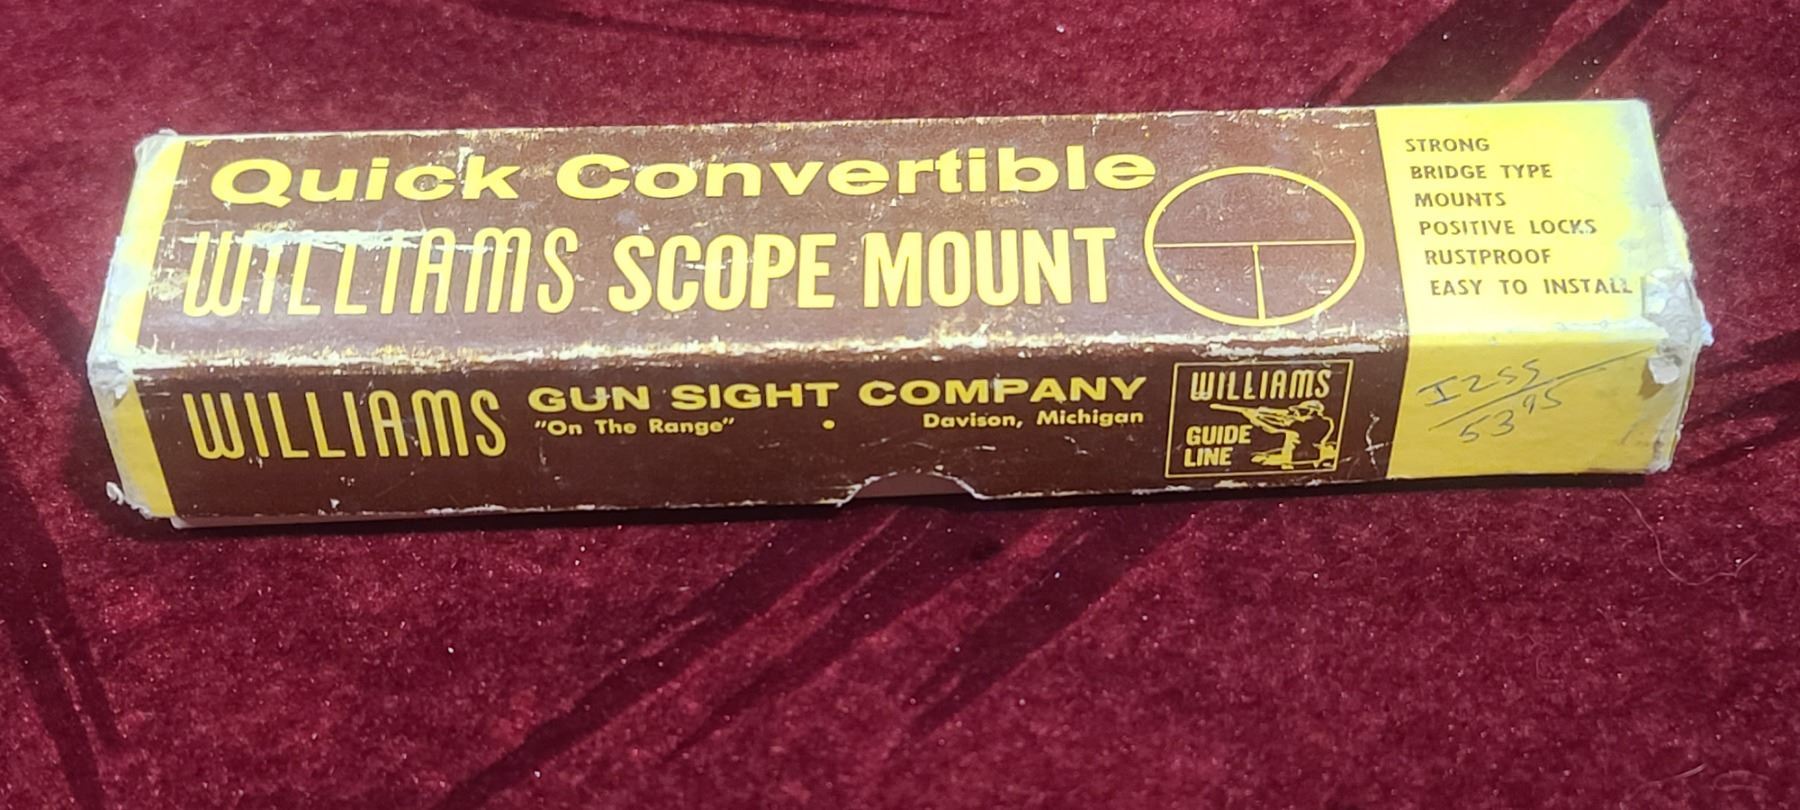 Quick Convertible
WILLIAMS SCOPE MOUNT
STRONG
BRIDGE TYPE
MOUNTS
POSITIVE LOCKS
RUSTPROOF
EASY TO INSTALL
WILLIAMS GUN SIGHT COMPANY
"On The Range" • Davison, Michigan
WILLIAMS
GUIDE
LINE
5395